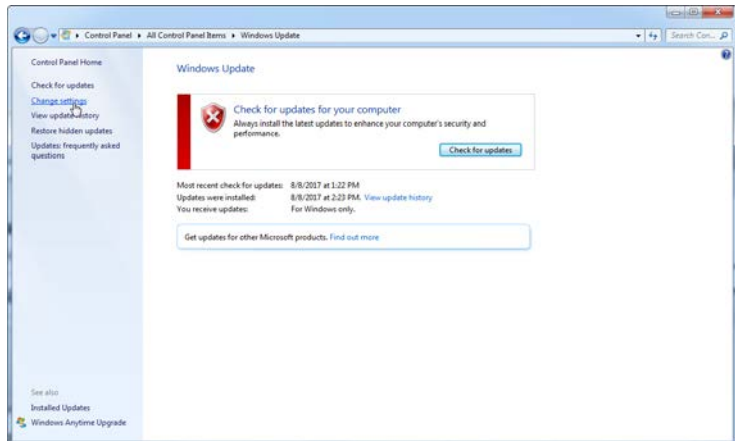 Control Panel ▸ All Control Panel Items ▸ Windows Update
Search Con...
Control Panel Home
Check for updates
Change settings
View update history
Restore hidden updates
Updates: frequently asked
questions
Windows Update
Check for updates for your computer
Always install the latest updates to enhance your computer's security and
performance.
Check for updates
Most recent check for updates: 8/8/2017 at 1:22 PM
Updates were installed: 8/8/2017 at 2:23 PM. View update history
You receive updates: For Windows only.
Get updates for other Microsoft products. Find out more
See also
Installed Updates
Windows Anytime Upgrade